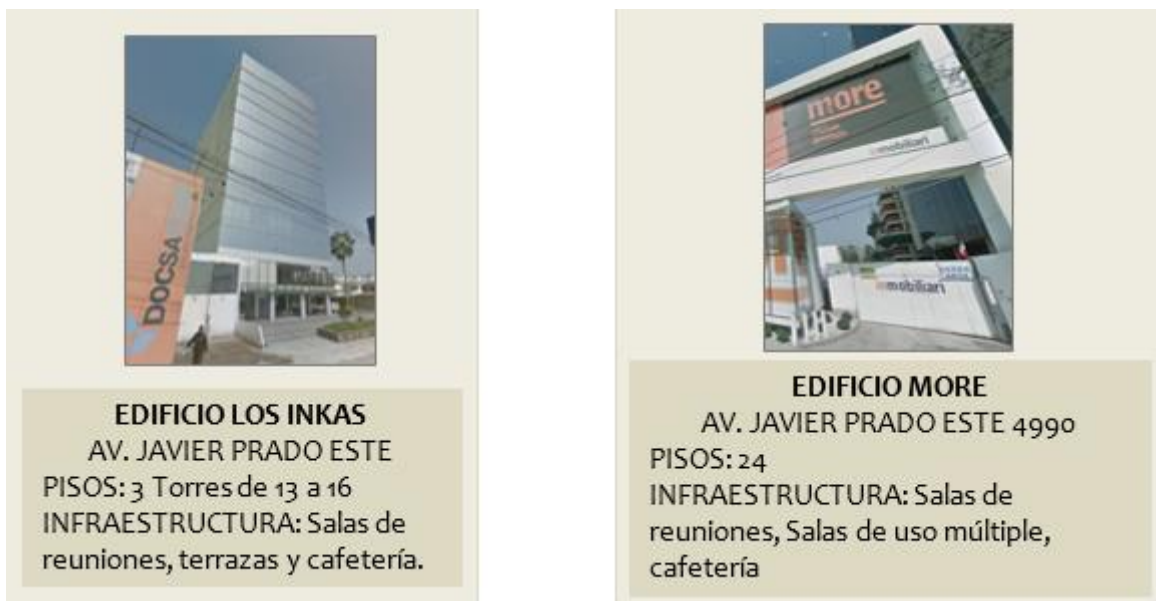 DOCSA
EDIFICIO LOS INKAS
AV. JAVIER PRADO ESTE
PISOS: 3 Torres de 13 a 16
INFRAESTRUCTURA: Salas de
reuniones, terrazas y cafetería.
more
inmobiliari
inmobiliari
EDIFICIO MORE
AV. JAVIER PRADO ESTE 4990
PISOS: 24
INFRAESTRUCTURA: Salas de
reuniones, Salas de uso múltiple,
cafetería